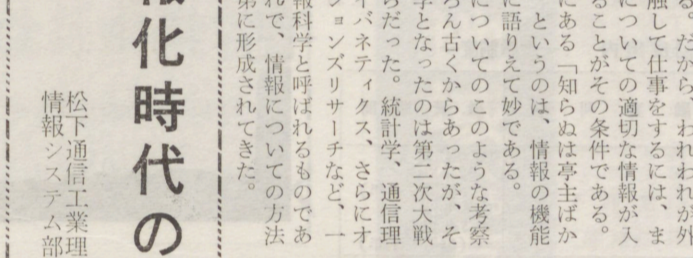 る。だから、われわれが外
触して仕事をするには、ま
についての適切な情報が入
ることがその条件である。
にある「知らぬは亭主ばか
というのは、情報の機能
に語りえて妙である。
についてのこのような考察
ろん古くからあったが、そ
学となったのは第二次大戦
らだった。統計学、通信理
イバネティクス、さらにオ
ションズリサーチなど、一
報科学と呼ばれるものであ
れで、情報についての方法
第に形成されてきた。
報化時代の
松下通信工業理
情報システム部